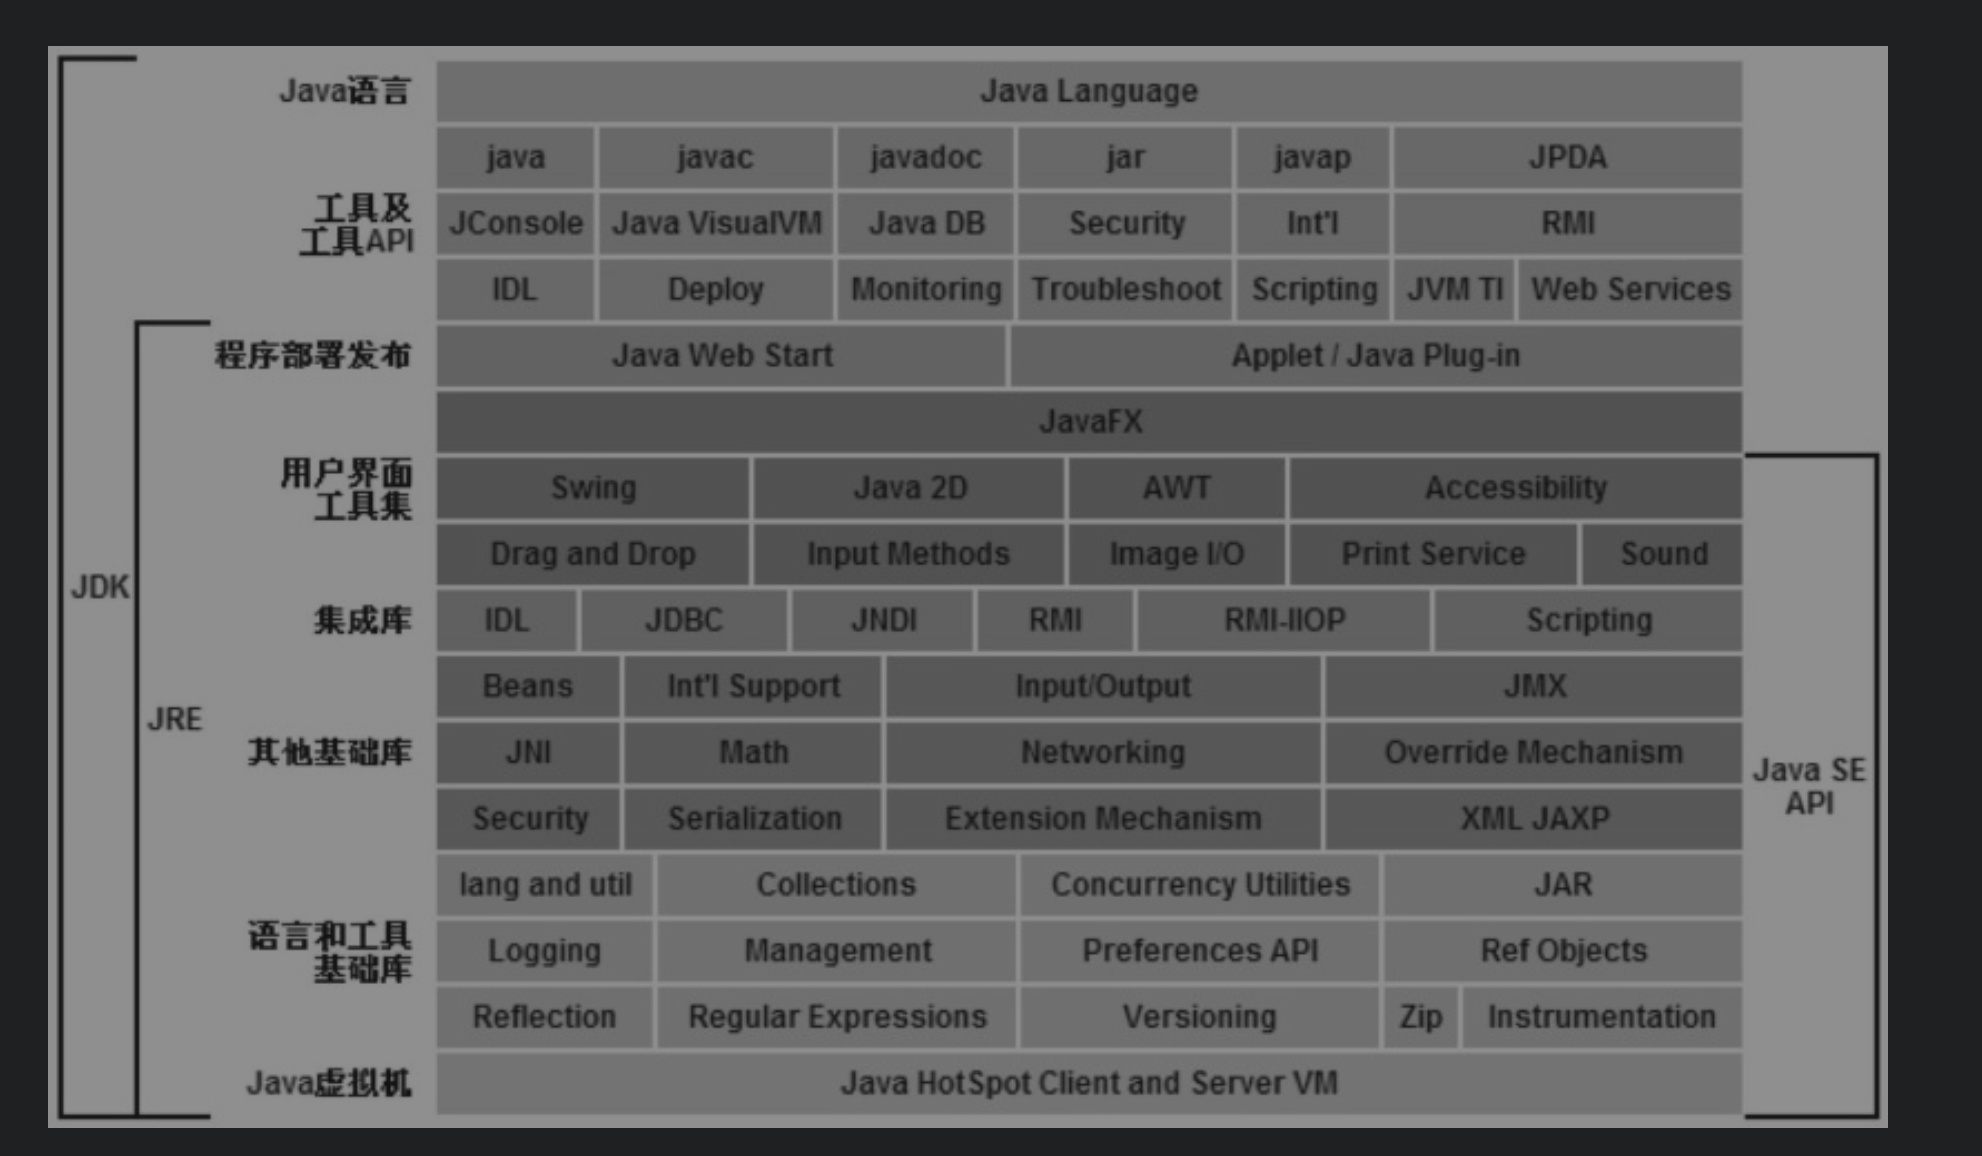 Java语言
Java Language
java javac javadoc jar javap JPDA
工具及
工具API
JConsole Java VisualVM Java DB Security Int'l RMI
IDL Deploy Monitoring Troubleshoot Scripting JVM TI Web Services
程序部署发布
Java Web Start Applet / Java Plug-in
JavaFX
用户界面
工具集
Swing Java 2D AWT Accessibility
Drag and Drop Input Methods Image I/O Print Service Sound
JDK
集成库
IDL JDBC JNDI RMI RMI-IIOP Scripting
Beans Int'l Support Input/Output JMX
JRE
其他基础库
JNI Math Networking Override Mechanism
Java SE
API
Security Serialization Extension Mechanism XML JAXP
lang and util Collections Concurrency Utilities JAR
语言和工具
基础库
Logging Management Preferences API Ref Objects
Reflection Regular Expressions Versioning Zip Instrumentation
Java虚拟机
Java HotSpot Client and Server VM